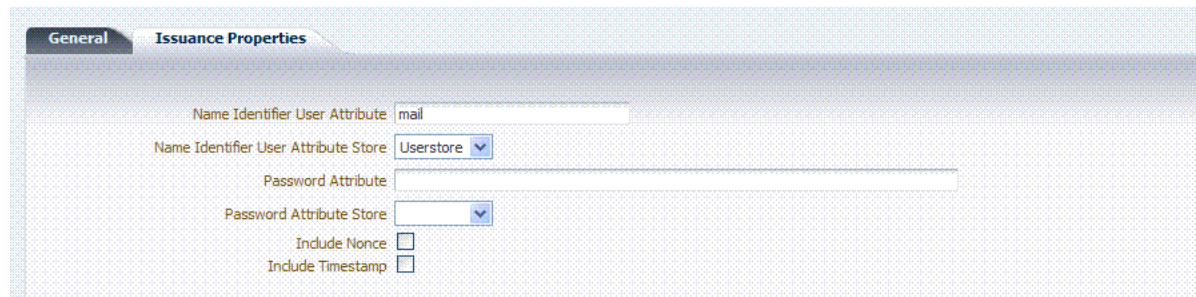 General Issuance Properties
Name Identifier User Attribute mail
Name Identifier User Attribute Store Userstore
Password Attribute
Password Attribute Store
Include Nonce
Include Timestamp